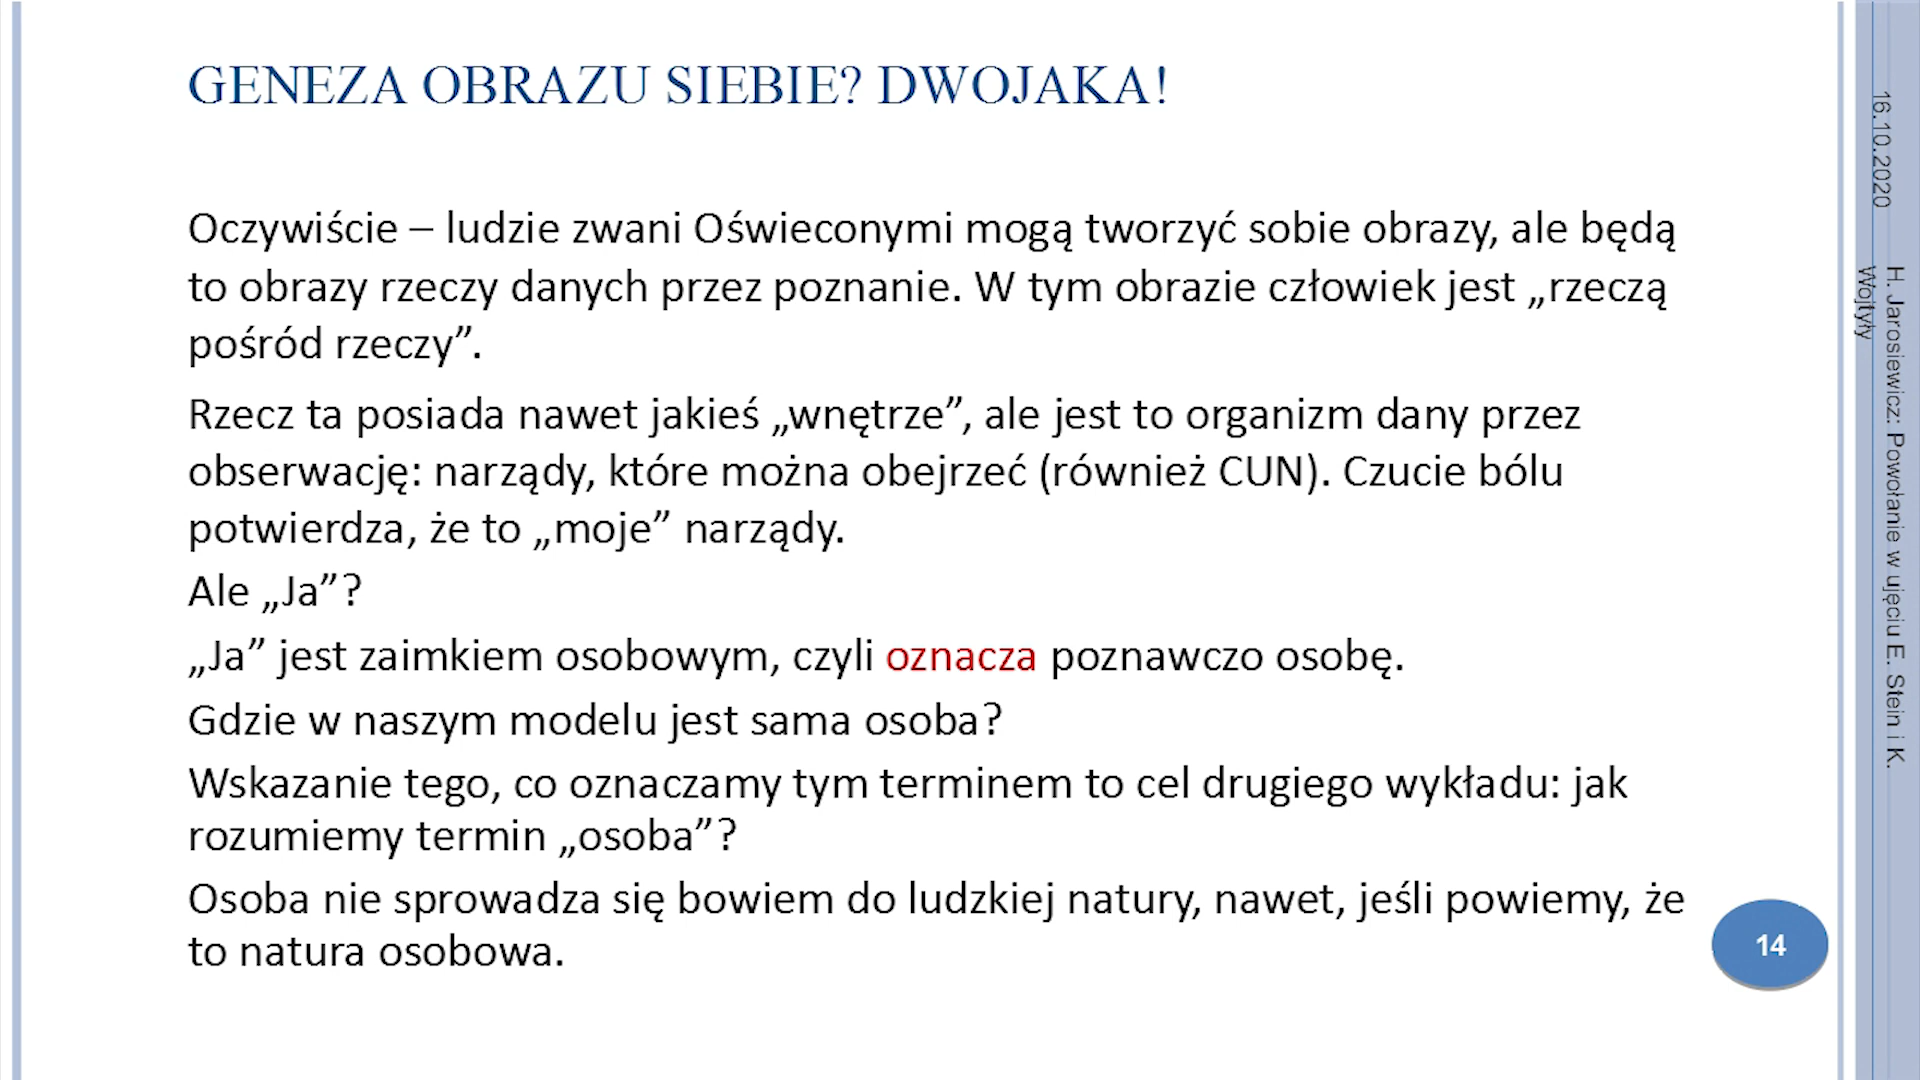 GENEZA OBRAZU SIEBIE? DWOJAKA!
Oczywiście – ludzie zwani Oświeconymi mogą tworzyć sobie obrazy, ale będą
to obrazy rzeczy danych przez poznanie. W tym obrazie człowiek jest „rzeczą
pośród rzeczy”.
Rzecz ta posiada nawet jakieś „wnętrze”, ale jest to organizm dany przez
obserwację: narządy, które można obejrzeć (również CUN). Czucie bólu
potwierdza, że to „moje” narządy.
Ale „Ja”?
„Ja” jest zaimkiem osobowym, czyli oznacza poznawczo osobę.
Gdzie w naszym modelu jest sama osoba?
Wskazanie tego, co oznaczamy tym terminem to cel drugiego wykładu: jak
rozumiemy termin „osoba”?
Osoba nie sprowadza się bowiem do ludzkiej natury, nawet, jeśli powiemy, że
to natura osobowa.
16.10.2020
H. Jarosiewicz: Powołanie w ujęciu E. Stein i K.
Wojtyły
14